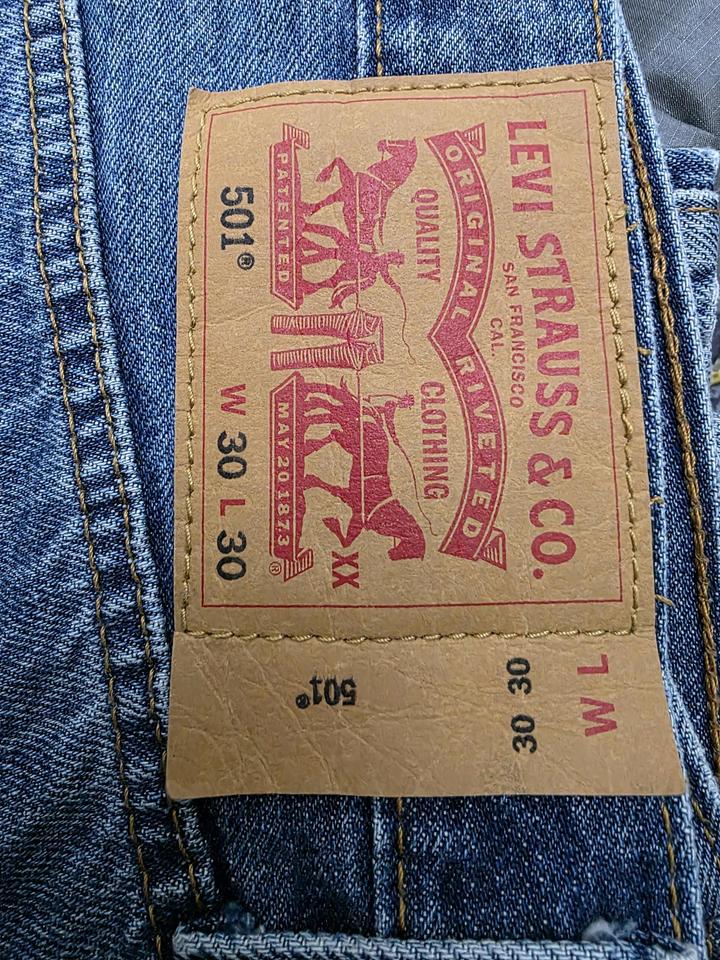 LEVI STRAUSS & CO.
SAN FRANCISCO
CAL.
ORIGINAL RIVETED
QUALITY CLOTHING
XX
PATENTED MAY 20.1873 ®
501® W 30 L 30
W 30
L 30
501®